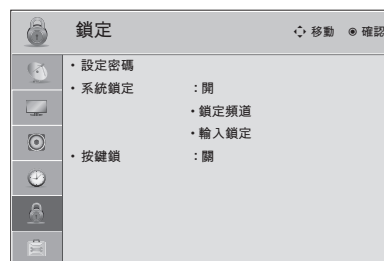 鎖定
移動 確認
・設定密碼
・系統鎖定 ：開
・鎖定頻道
・輸入鎖定
・按鍵鎖 ：關